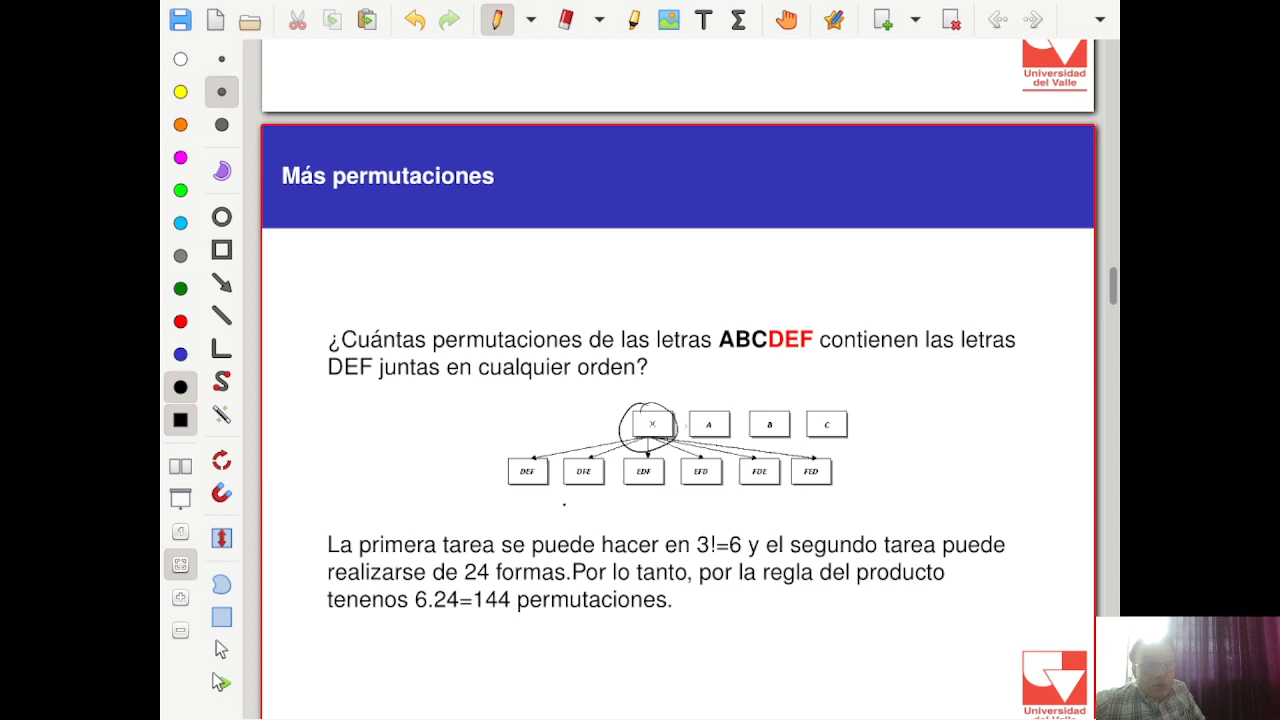 Universidad
del Valle
Más permutaciones
¿Cuántas permutaciones de las letras ABCDEF contienen las letras
DEF juntas en cualquier orden?
X A B C
DEF DFE EDF EFD FDE FED
La primera tarea se puede hacer en 3!=6 y el segundo tarea puede
realizarse de 24 formas.Por lo tanto, por la regla del producto
tenenos 6.24=144 permutaciones.
Universidad
del Valle